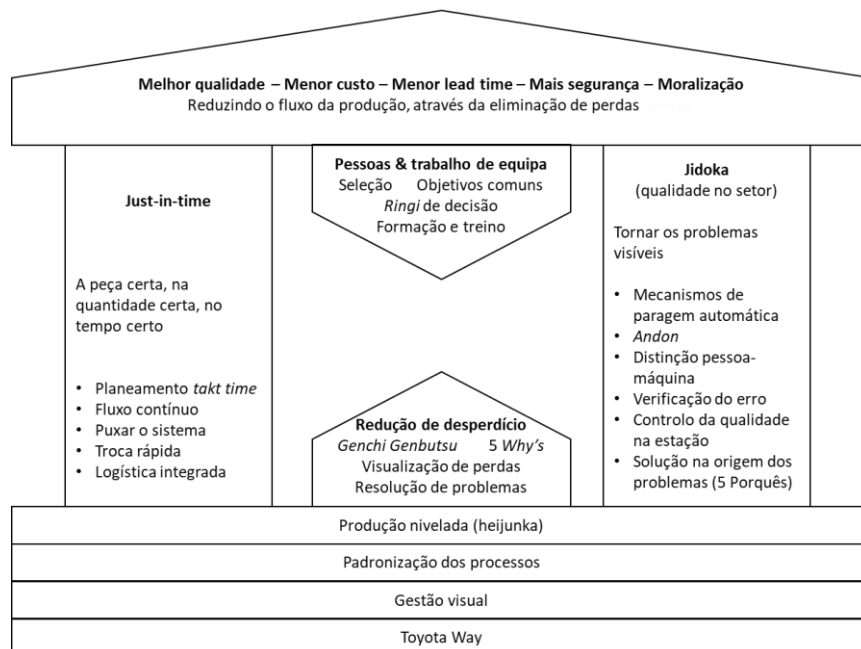 Melhor qualidade – Menor custo – Menor lead time – Mais segurança – Moralização
Reduzindo o fluxo da produção, através da eliminação de perdas
Just-in-time
A peça certa, na
quantidade certa, no
tempo certo
• Planeamento takt time
• Fluxo contínuo
• Puxar o sistema
• Troca rápida
• Logística integrada
Pessoas & trabalho de equipa
Seleção Objetivos comuns
Ringi de decisão
Formação e treino
Redução de desperdício
Genchi Genbutsu 5 Why's
Visualização de perdas
Resolução de problemas
Jidoka
(qualidade no setor)
Tornar os problemas
visíveis
• Mecanismos de
paragem automática
• Andon
• Distinção pessoa-
máquina
• Verificação do erro
• Controlo da qualidade
na estação
• Solução na origem dos
problemas (5 Porquês)
Produção nivelada (heijunka)
Padronização dos processos
Gestão visual
Toyota Way